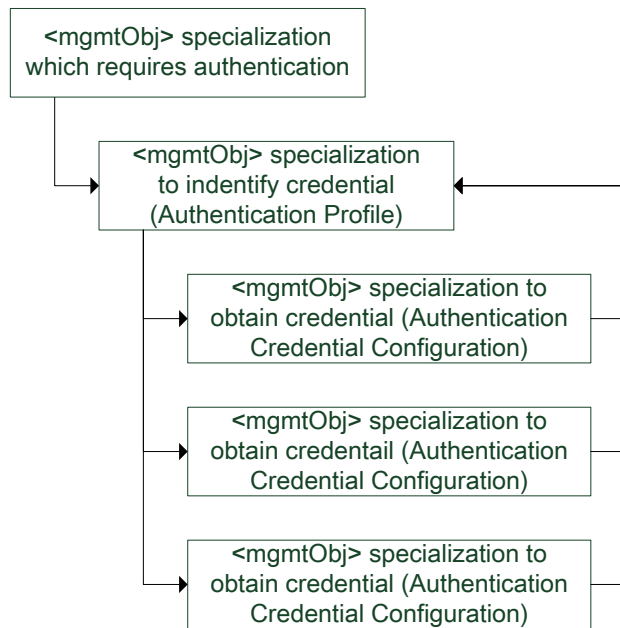 <mgmtObj> specialization
which requires authentication
<mgmtObj> specialization
to indentify credential
(Authentication Profile)
<mgmtObj> specialization to
obtain credential (Authentication
Credential Configuration)
<mgmtObj> specialization to
obtain credentail (Authentication
Credential Configuration)
<mgmtObj> specialization to
obtain credential (Authentication
Credential Configuration)